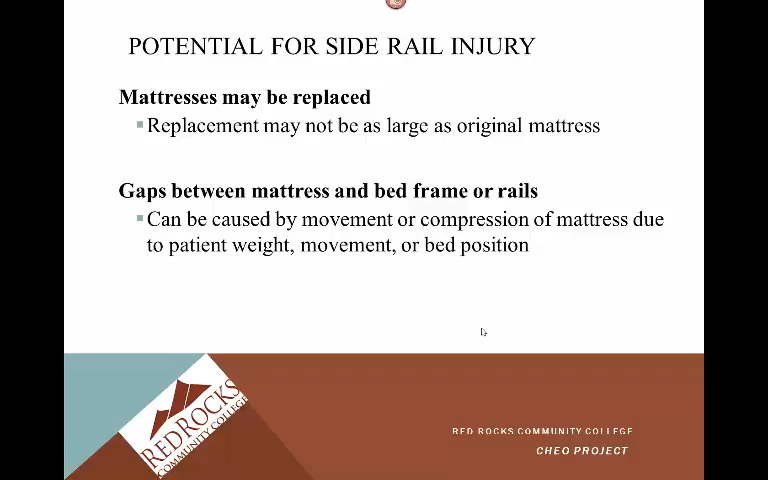 POTENTIAL FOR SIDE RAIL INJURY
Mattresses may be replaced
Replacement may not be as large as original mattress
Gaps between mattress and bed frame or rails
Can be caused by movement or compression of mattress due
to patient weight, movement, or bed position
RED ROCKS
COMMUNITY COLLEGE
RED ROCKS COMMUNITY COLLEGE
CHEO PROJECT